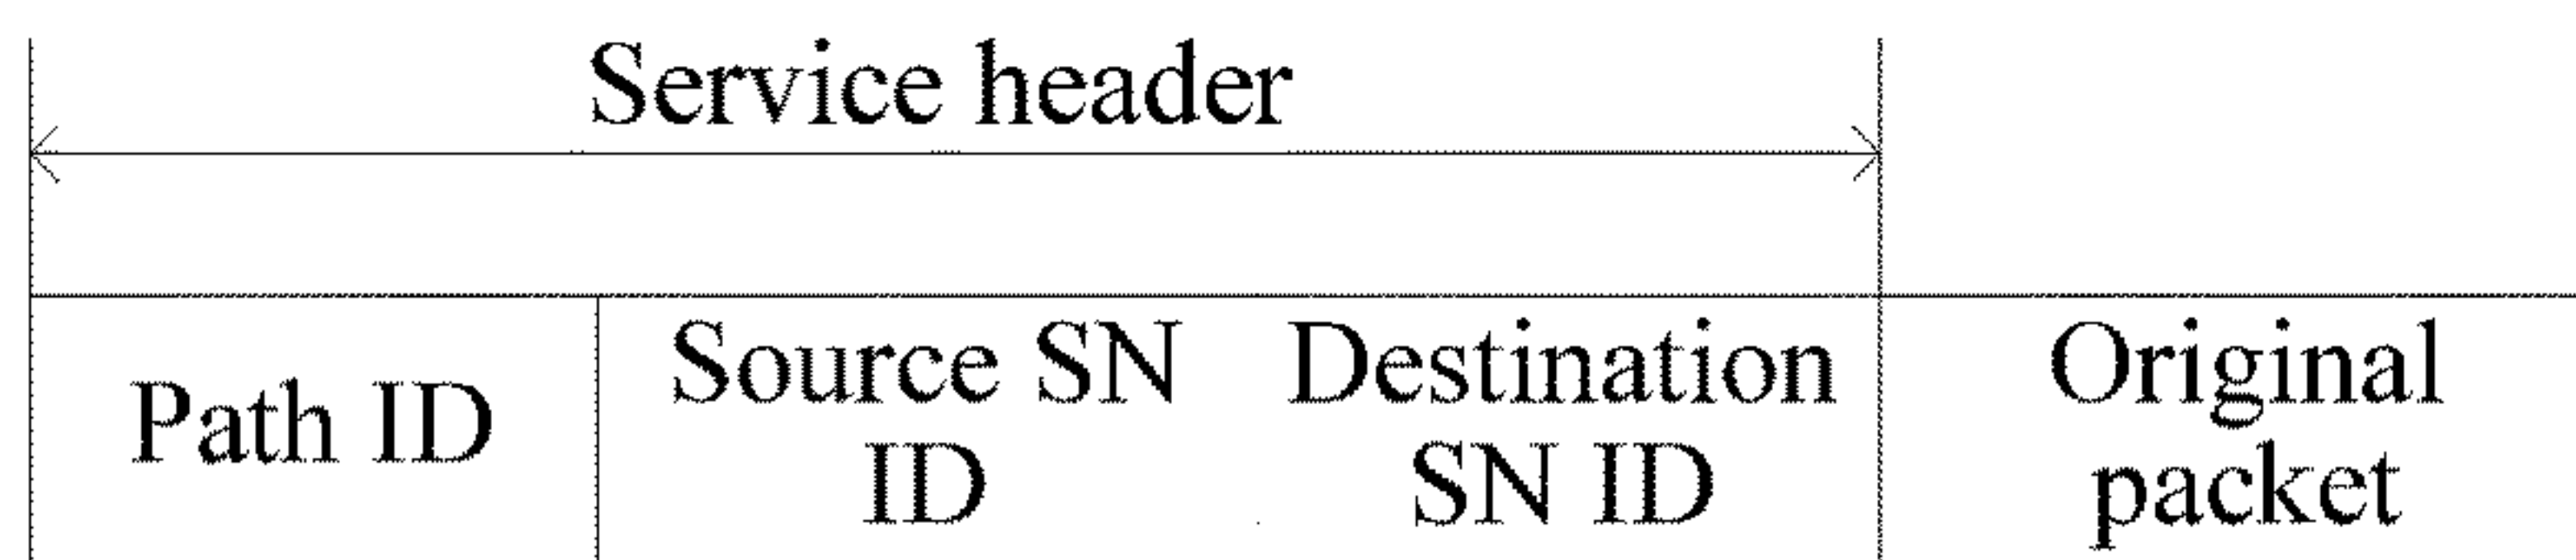 Service header
Path ID
Source SN
ID
Destination
SN ID
Original
packet